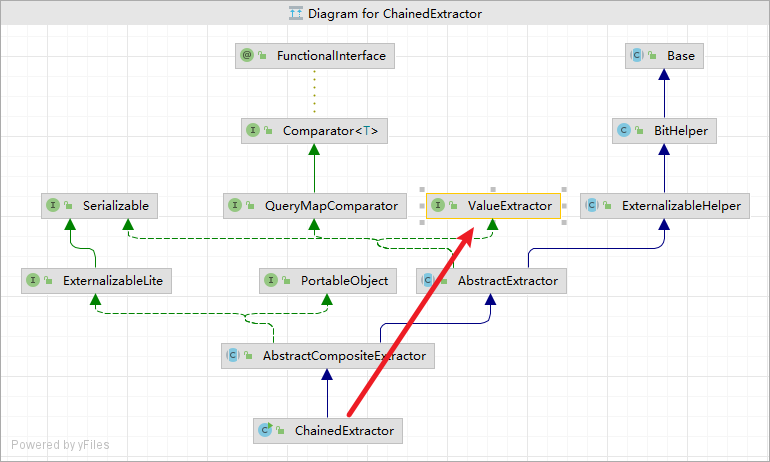 Diagram for ChainedExtractor
@ FunctionalInterface
C Base
I Comparator<T>
C BitHelper
I Serializable
I QueryMapComparator
I ValueExtractor
C ExternalizableHelper
I ExternalizableLite
I PortableObject
C AbstractExtractor
C AbstractCompositeExtractor
C ChainedExtractor
Powered by yFiles